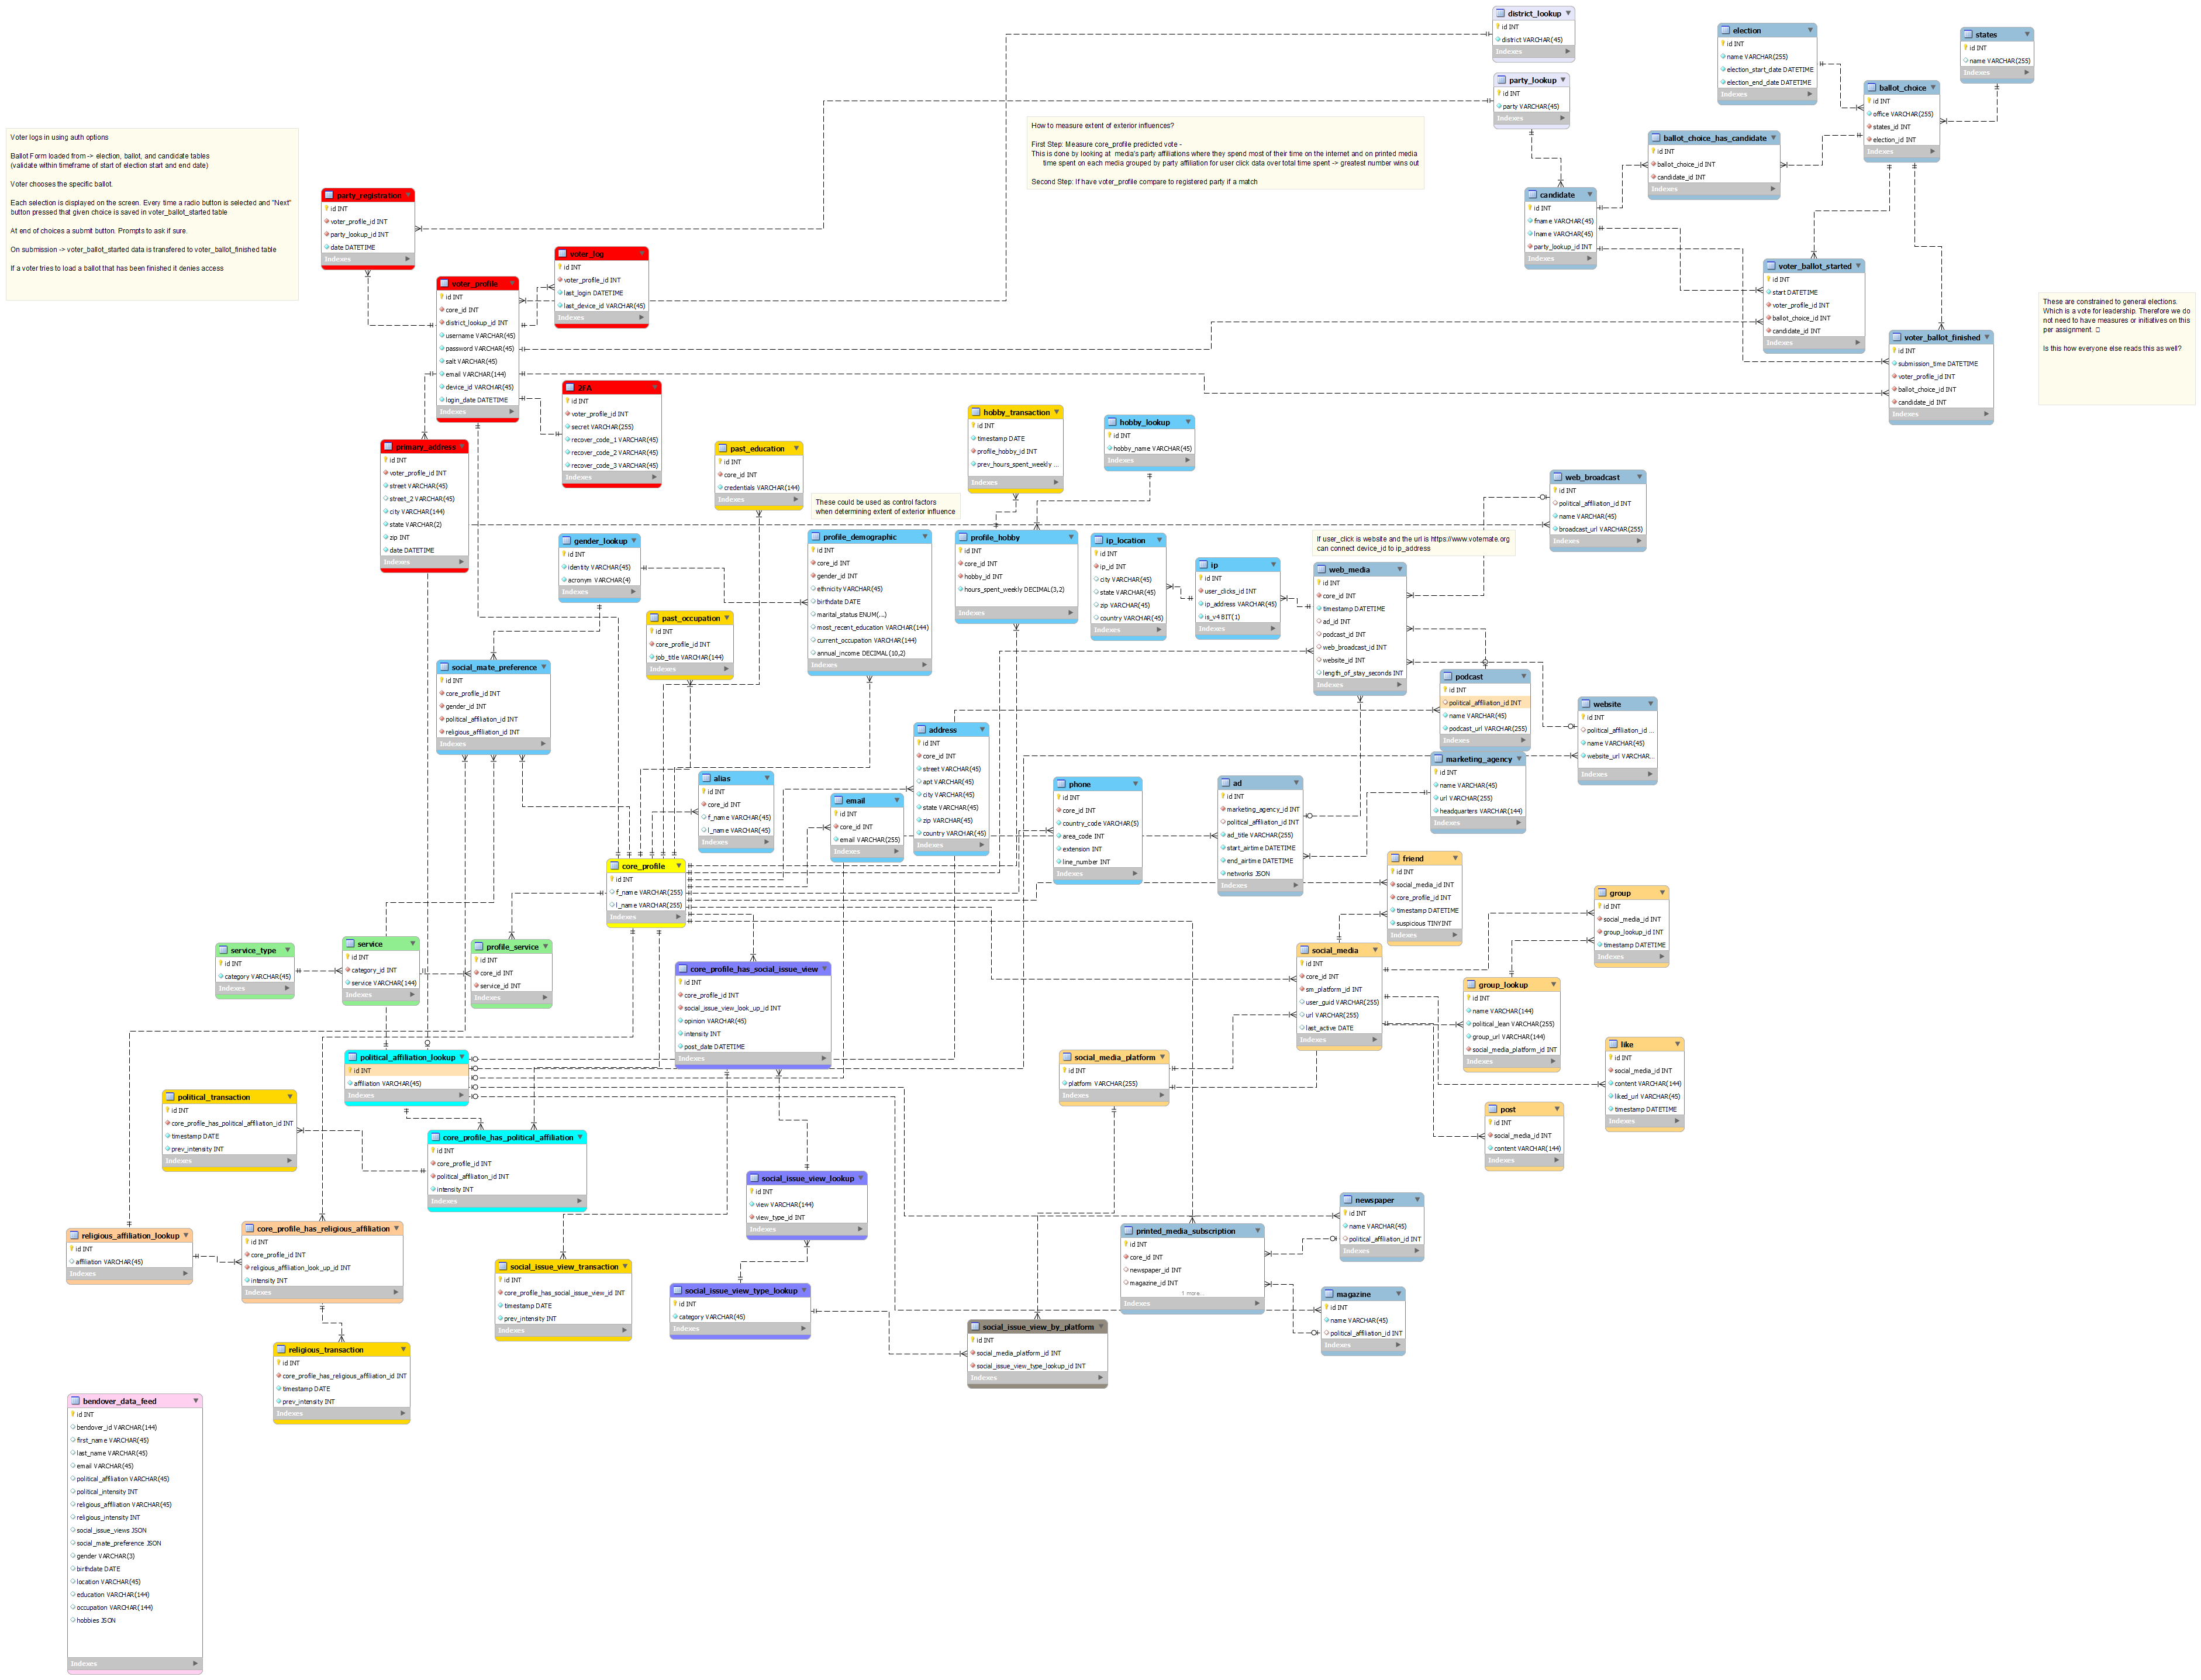 district_lookup
id INT
district VARCHAR(45)
Indexes
party_lookup
id INT
party VARCHAR(45)
Indexes
election
id INT
name VARCHAR(255)
election_start_date DATETIME
election_end_date DATETIME
Indexes
states
id INT
name VARCHAR(255)
Indexes
ballot_choice
id INT
office VARCHAR(255)
states_id INT
election_id INT
Indexes
ballot_choice_has_candidate
id INT
ballot_choice_id INT
candidate_id INT
Indexes
candidate
id INT
fname VARCHAR(45)
lname VARCHAR(45)
party_lookup_id INT
Indexes
voter_ballot_started
id INT
start DATETIME
voter_profile_id INT
ballot_choice_id INT
candidate_id INT
Indexes
voter_ballot_finished
id INT
submission_time DATETIME
voter_profile_id INT
ballot_choice_id INT
candidate_id INT
Indexes
These are constrained to general elections.
Which is a vote for leadership. Therefore we do
not need to have measures or initiatives on this
per assignment.
Is this how everyone else reads this as well?
How to measure extent of exterior influences?
First Step: Measure core_profile predicted vote -
This is done by looking at media's party affiliations where they spend most of their time on the internet and on printed media
time spent on each media grouped by party affiliation for user click data over total time spent -> greatest number wins out
Second Step: If have voter_profile compare to registered party if a match
Voter logs in using auth options
Ballot Form loaded from -> election, ballot, and candidate tables
(validate within timeframe of start of election start and end date)
Voter chooses the specific ballot.
Each selection is displayed on the screen. Every time a radio button is selected and "Next"
button pressed that given choice is saved in voter_ballot_started table
At end of choices a submit button. Prompts to ask if sure.
On submission -> voter_ballot_started data is transfered to voter_ballot_finished table
If a voter tries to load a ballot that has been finished it denies access
party_registration
id INT
voter_profile_id INT
party_lookup_id INT
date DATETIME
Indexes
voter_log
id INT
voter_profile_id INT
last_login DATETIME
last_device_id VARCHAR(45)
Indexes
voter_profile
id INT
core_id INT
district_lookup_id INT
username VARCHAR(45)
password VARCHAR(45)
salt VARCHAR(45)
email VARCHAR(144)
device_id VARCHAR(45)
login_date DATETIME
Indexes
2FA
id INT
voter_profile_id INT
secret VARCHAR(255)
recover_code_1 VARCHAR(45)
recover_code_2 VARCHAR(45)
recover_code_3 VARCHAR(45)
Indexes
primary_address
id INT
voter_profile_id INT
street VARCHAR(45)
street_2 VARCHAR(45)
city VARCHAR(144)
state VARCHAR(2)
zip INT
date DATETIME
Indexes
past_education
id INT
core_id INT
credentials VARCHAR(144)
Indexes
These could be used as control factors
when determining extent of exterior influence
hobby_transaction
id INT
timestamp DATE
profile_hobby_id INT
prev_hours_spent_weekly ...
Indexes
hobby_lookup
id INT
hobby_name VARCHAR(45)
Indexes
web_broadcast
id INT
political_affiliation_id INT
name VARCHAR(45)
broadcast_url VARCHAR(255)
Indexes
gender_lookup
id INT
identity VARCHAR(45)
acronym VARCHAR(4)
Indexes
profile_demographic
id INT
core_id INT
gender_id INT
ethnicity VARCHAR(45)
birthdate DATE
marital_status ENUM(...)
most_recent_education VARCHAR(144)
current_occupation VARCHAR(144)
annual_income DECIMAL(10,2)
Indexes
profile_hobby
id INT
core_id INT
hobby_id INT
hours_spent_weekly DECIMAL(3,2)
Indexes
ip_location
id INT
ip_id INT
city VARCHAR(45)
state VARCHAR(45)
zip VARCHAR(45)
country VARCHAR(45)
Indexes
ip
id INT
user_clicks_id INT
ip_address VARCHAR(45)
is_v4 BIT(1)
Indexes
If user_click is website and the url is https://www.votemate.org
can connect device_id to ip_address
web_media
id INT
core_id INT
timestamp DATETIME
ad_id INT
podcast_id INT
web_broadcast_id INT
website_id INT
length_of_stay_seconds INT
Indexes
past_occupation
id INT
core_profile_id INT
job_title VARCHAR(144)
Indexes
social_mate_preference
id INT
core_profile_id INT
gender_id INT
political_affiliation_id INT
religious_affiliation_id INT
Indexes
podcast
id INT
political_affiliation_id INT
name VARCHAR(45)
podcast_url VARCHAR(255)
Indexes
website
id INT
political_affiliation_id ...
name VARCHAR(45)
website_url VARCHAR...
Indexes
marketing_agency
id INT
name VARCHAR(45)
url VARCHAR(255)
headquarters VARCHAR(144)
Indexes
address
id INT
core_id INT
street VARCHAR(45)
apt VARCHAR(45)
city VARCHAR(45)
state VARCHAR(45)
zip VARCHAR(45)
country VARCHAR(45)
Indexes
alias
id INT
core_id INT
f_name VARCHAR(45)
l_name VARCHAR(45)
Indexes
email
id INT
core_id INT
email VARCHAR(255)
Indexes
phone
id INT
core_id INT
country_code VARCHAR(5)
area_code INT
extension INT
line_number INT
Indexes
ad
id INT
marketing_agency_id INT
political_affiliation_id INT
ad_title VARCHAR(255)
start_airtime DATETIME
end_airtime DATETIME
networks JSON
Indexes
core_profile
id INT
f_name VARCHAR(255)
l_name VARCHAR(255)
Indexes
friend
id INT
social_media_id INT
core_profile_id INT
timestamp DATETIME
suspicious TINYINT
Indexes
group
id INT
social_media_id INT
group_lookup_id INT
timestamp DATETIME
Indexes
service_type
id INT
category VARCHAR(45)
Indexes
service
id INT
category_id INT
service VARCHAR(144)
Indexes
profile_service
id INT
core_id INT
service_id INT
Indexes
core_profile_has_social_issue_view
id INT
core_profile_id INT
social_issue_view_look_up_id INT
opinion VARCHAR(45)
intensity INT
post_date DATETIME
Indexes
social_media
id INT
core_id INT
sm_platform_id INT
user_guid VARCHAR(255)
url VARCHAR(255)
last_active DATE
Indexes
group_lookup
id INT
name VARCHAR(144)
political_lean VARCHAR(255)
group_url VARCHAR(144)
social_media_platform_id INT
Indexes
like
id INT
social_media_id INT
content VARCHAR(144)
liked_url VARCHAR(45)
timestamp DATETIME
Indexes
political_affiliation_lookup
id INT
affiliation VARCHAR(45)
Indexes
social_media_platform
id INT
platform VARCHAR(255)
Indexes
post
id INT
social_media_id INT
content VARCHAR(144)
Indexes
political_transaction
id INT
core_profile_has_political_affiliation_id INT
timestamp DATE
prev_intensity INT
Indexes
core_profile_has_political_affiliation
id INT
core_profile_id INT
political_affiliation_id INT
intensity INT
Indexes
social_issue_view_lookup
id INT
view VARCHAR(144)
view_type_id INT
Indexes
newspaper
id INT
name VARCHAR(45)
political_affiliation_id INT
Indexes
religious_affiliation_lookup
id INT
affiliation VARCHAR(45)
Indexes
core_profile_has_religious_affiliation
id INT
core_profile_id INT
religious_affiliation_look_up_id INT
intensity INT
Indexes
printed_media_subscription
id INT
core_id INT
newspaper_id INT
magazine_id INT
1 more...
Indexes
social_issue_view_transaction
id INT
core_profile_has_social_issue_view_id INT
timestamp DATE
prev_intensity INT
Indexes
social_issue_view_type_lookup
id INT
category VARCHAR(45)
Indexes
magazine
id INT
name VARCHAR(45)
political_affiliation_id INT
Indexes
social_issue_view_by_platform
id INT
social_media_platform_id INT
social_issue_view_type_lookup_id INT
Indexes
religious_transaction
id INT
core_profile_has_religious_affiliation_id INT
timestamp DATE
prev_intensity INT
Indexes
bendover_data_feed
id INT
bendover_id VARCHAR(144)
first_name VARCHAR(45)
last_name VARCHAR(45)
email VARCHAR(45)
political_affiliation VARCHAR(45)
political_intensity INT
religious_affiliation VARCHAR(45)
religious_intensity INT
social_issue_views JSON
social_mate_preference JSON
gender VARCHAR(3)
birthdate DATE
location VARCHAR(45)
education VARCHAR(144)
occupation VARCHAR(144)
hobbies JSON
Indexes